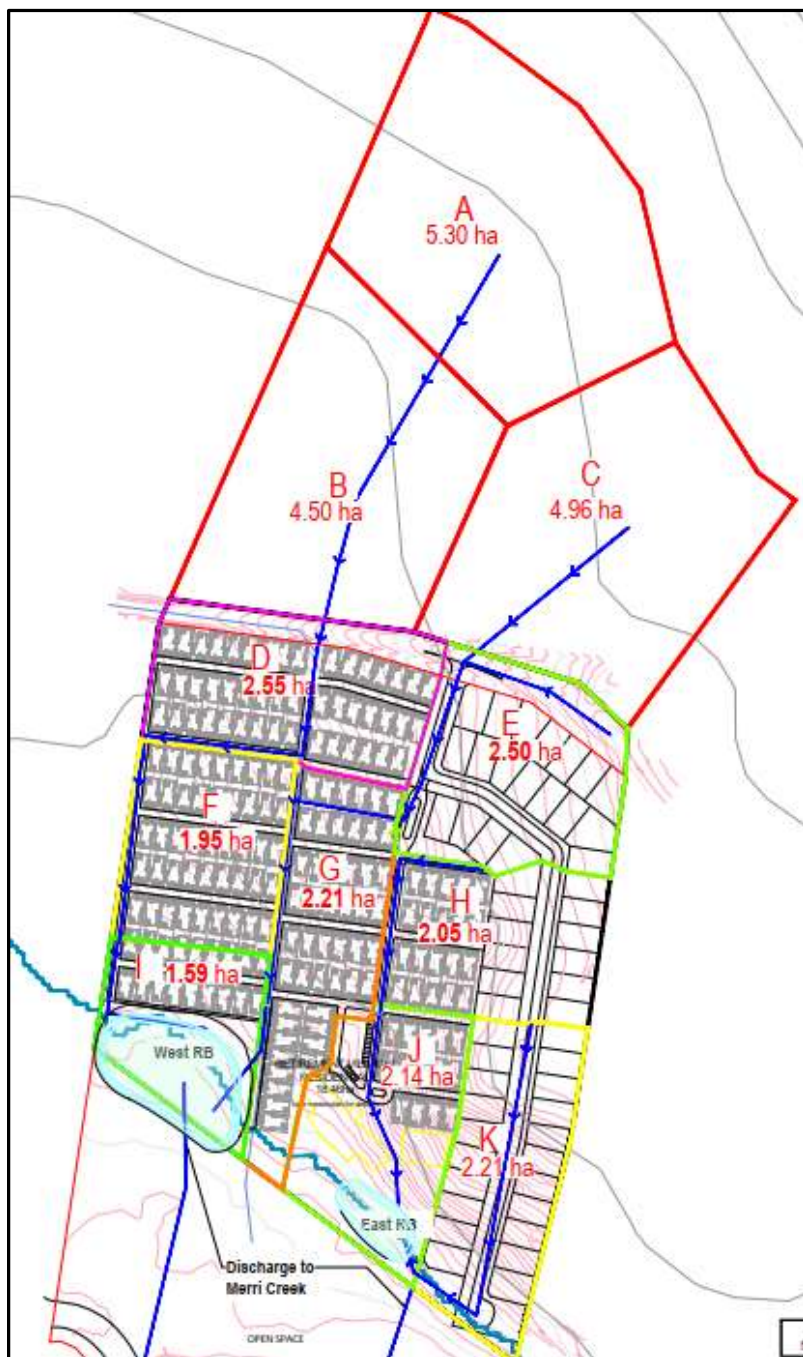 A
5.30 ha
C
4.96 ha
B
4.50 ha
D
2.55 ha
E
2.50 ha
F
1.95 ha
G
2.21 ha
H
2.05 ha
I 1.59 ha
West RB
J
2.14 ha
K
2.21 ha
East RB
Discharge to
Merri Creek
OPEN SPACE